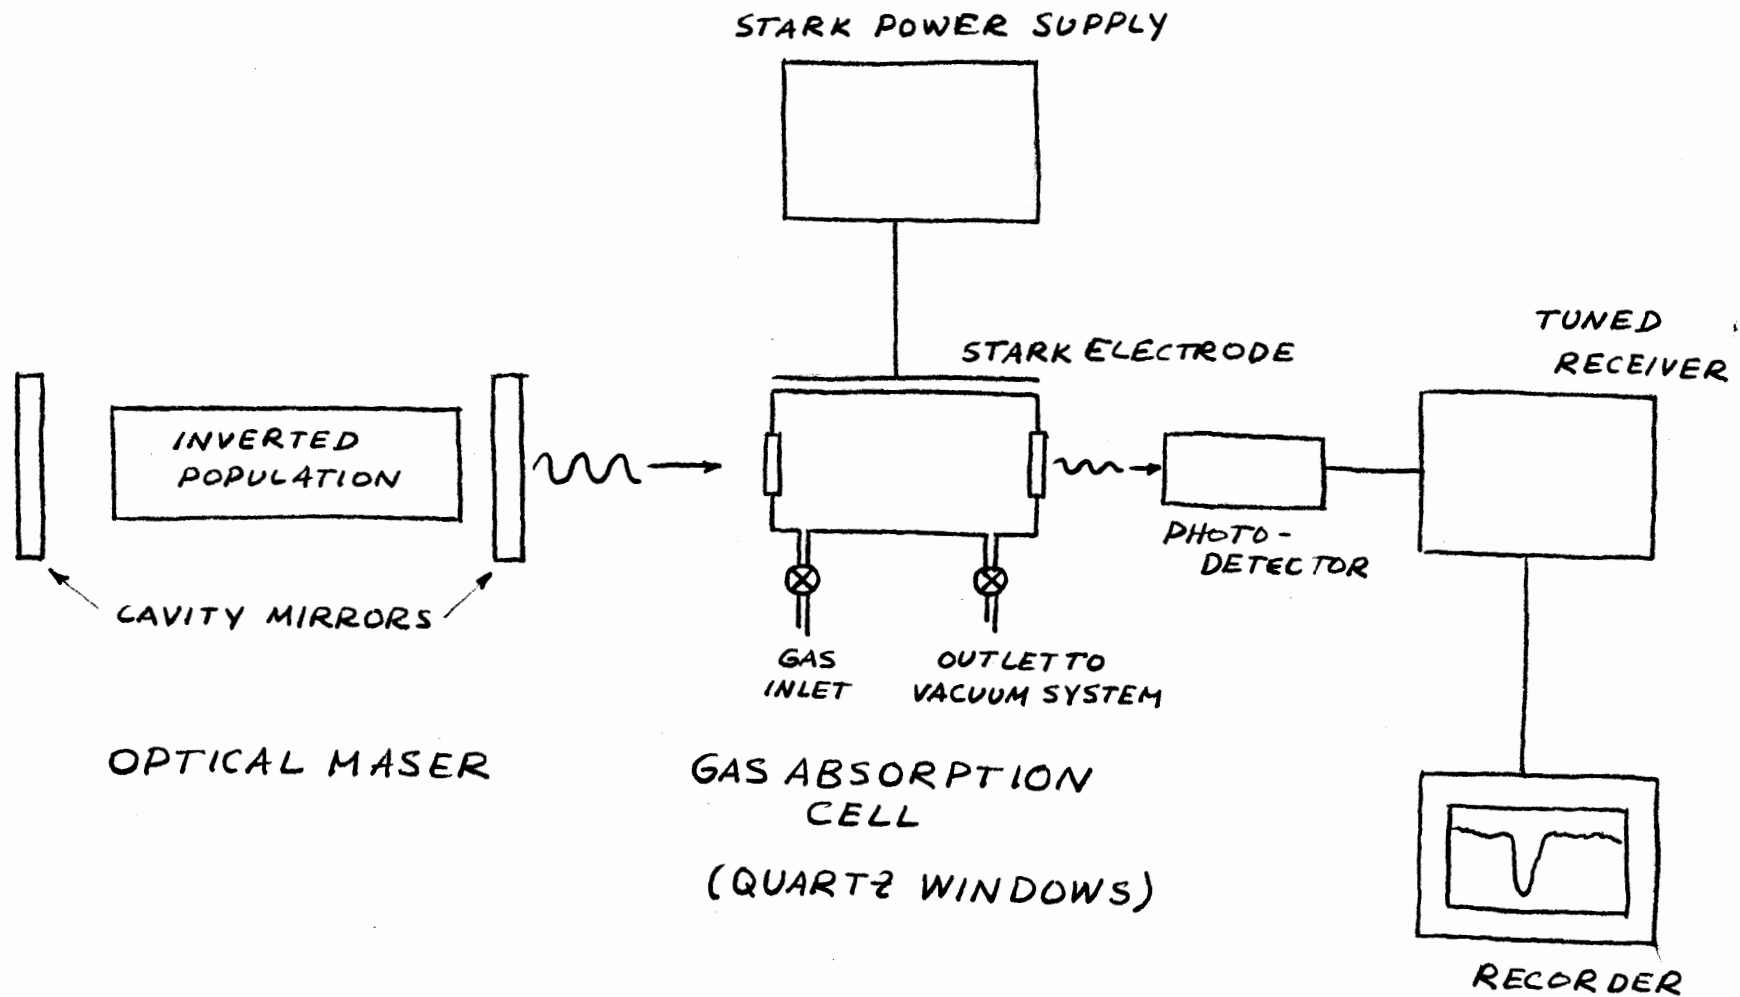 STARK POWER SUPPLY
STARK ELECTRODE
TUNED
RECEIVER
INVERTED
POPULATION
PHOTO-
DETECTOR
CAVITY MIRRORS
GAS
INLET
OUTLET TO
VACUUM SYSTEM
OPTICAL MASER
GAS ABSORPTION
CELL
(QUARTZ WINDOWS)
RECORDER